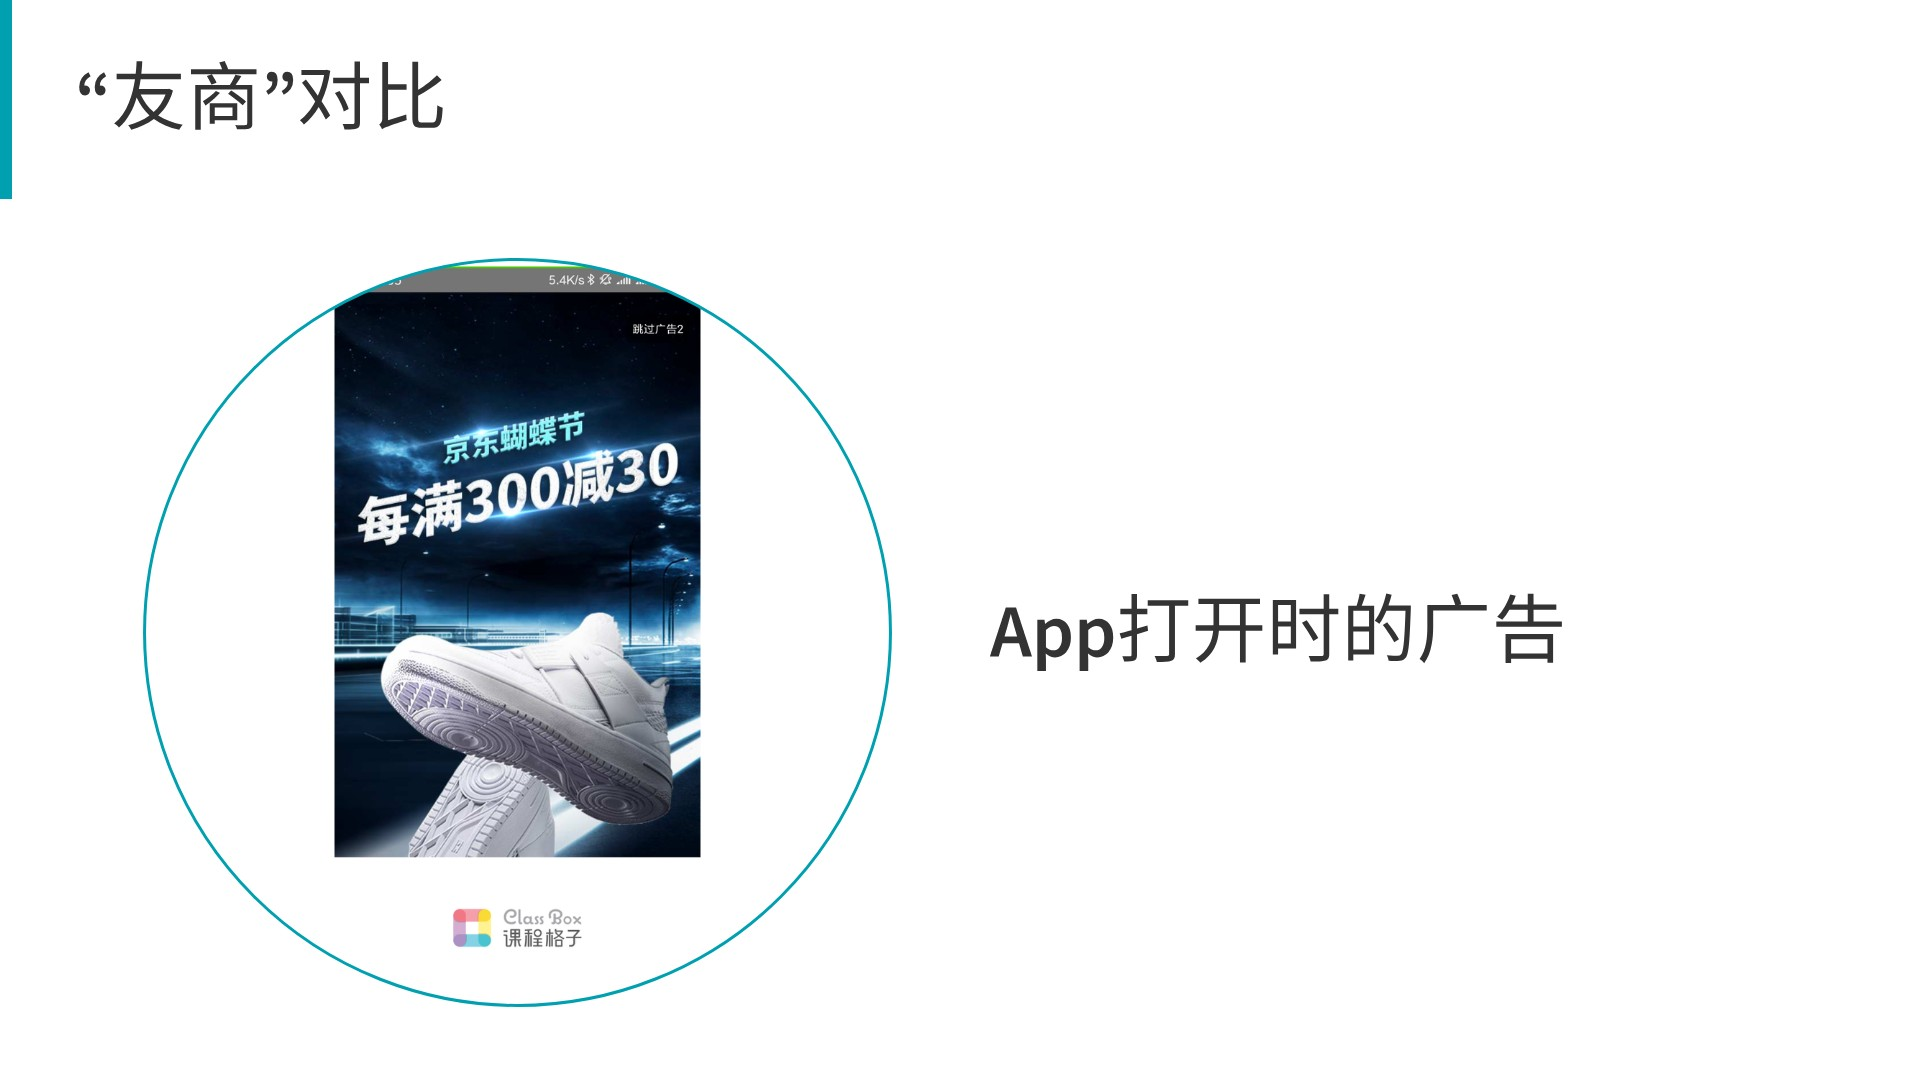 “友商”对比
5.4K/s
跳过广告2
京东蝴蝶节
每满300减30
App打开时的广告
Class Box
课程格子